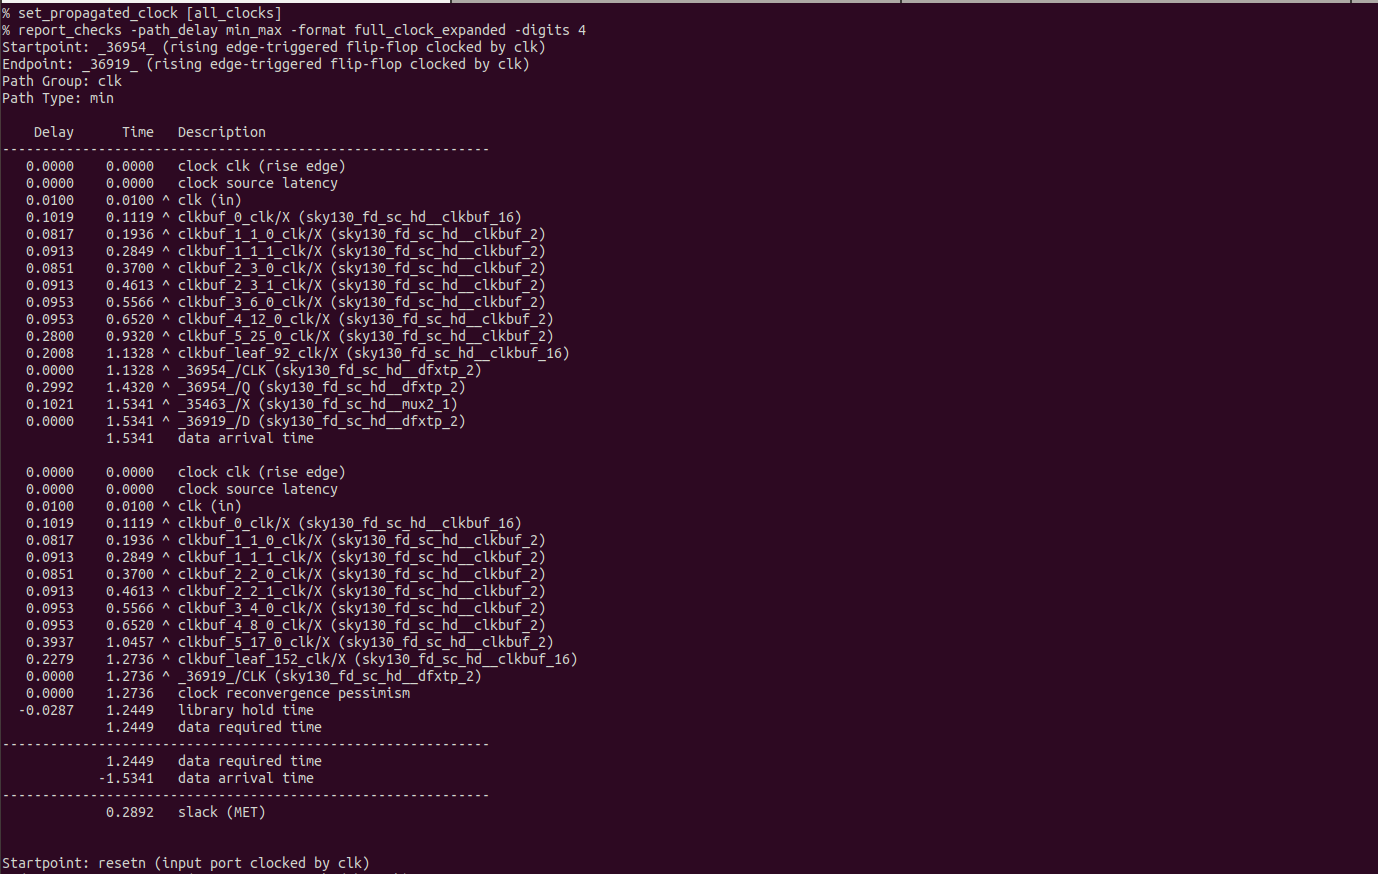 % set_propagated_clock [all_clocks]
% report_checks -path_delay min_max -format full_clock_expanded -digits 4
Startpoint: _36954_ (rising edge-triggered flip-flop clocked by clk)
Endpoint: _36919_ (rising edge-triggered flip-flop clocked by clk)
Path Group: clk
Path Type: min
    Delay      Time   Description
-------------------------------------------------------------
   0.0000    0.0000   clock clk (rise edge)
   0.0000    0.0000   clock source latency
   0.0100    0.0100 ^ clk (in)
   0.1019    0.1119 ^ clkbuf_0_clk/X (sky130_fd_sc_hd__clkbuf_16)
   0.0817    0.1936 ^ clkbuf_1_1_0_clk/X (sky130_fd_sc_hd__clkbuf_2)
   0.0913    0.2849 ^ clkbuf_1_1_1_clk/X (sky130_fd_sc_hd__clkbuf_2)
   0.0851    0.3700 ^ clkbuf_2_3_0_clk/X (sky130_fd_sc_hd__clkbuf_2)
   0.0913    0.4613 ^ clkbuf_2_3_1_clk/X (sky130_fd_sc_hd__clkbuf_2)
   0.0953    0.5566 ^ clkbuf_3_6_0_clk/X (sky130_fd_sc_hd__clkbuf_2)
   0.0953    0.6520 ^ clkbuf_4_12_0_clk/X (sky130_fd_sc_hd__clkbuf_2)
   0.2800    0.9320 ^ clkbuf_5_25_0_clk/X (sky130_fd_sc_hd__clkbuf_2)
   0.2008    1.1328 ^ clkbuf_leaf_92_clk/X (sky130_fd_sc_hd__clkbuf_16)
   0.0000    1.1328 ^ _36954_/CLK (sky130_fd_sc_hd__dfxtp_2)
   0.2992    1.4320 ^ _36954_/Q (sky130_fd_sc_hd__dfxtp_2)
   0.1021    1.5341 ^ _35463_/X (sky130_fd_sc_hd__mux2_1)
   0.0000    1.5341 ^ _36919_/D (sky130_fd_sc_hd__dfxtp_2)
             1.5341   data arrival time
   0.0000    0.0000   clock clk (rise edge)
   0.0000    0.0000   clock source latency
   0.0100    0.0100 ^ clk (in)
   0.1019    0.1119 ^ clkbuf_0_clk/X (sky130_fd_sc_hd__clkbuf_16)
   0.0817    0.1936 ^ clkbuf_1_1_0_clk/X (sky130_fd_sc_hd__clkbuf_2)
   0.0913    0.2849 ^ clkbuf_1_1_1_clk/X (sky130_fd_sc_hd__clkbuf_2)
   0.0851    0.3700 ^ clkbuf_2_2_0_clk/X (sky130_fd_sc_hd__clkbuf_2)
   0.0913    0.4613 ^ clkbuf_2_2_1_clk/X (sky130_fd_sc_hd__clkbuf_2)
   0.0953    0.5566 ^ clkbuf_3_4_0_clk/X (sky130_fd_sc_hd__clkbuf_2)
   0.0953    0.6520 ^ clkbuf_4_8_0_clk/X (sky130_fd_sc_hd__clkbuf_2)
   0.3937    1.0457 ^ clkbuf_5_17_0_clk/X (sky130_fd_sc_hd__clkbuf_2)
   0.2279    1.2736 ^ clkbuf_leaf_152_clk/X (sky130_fd_sc_hd__clkbuf_16)
   0.0000    1.2736 ^ _36919_/CLK (sky130_fd_sc_hd__dfxtp_2)
   0.0000    1.2736   clock reconvergence pessimism
  -0.0287    1.2449   library hold time
             1.2449   data required time
-------------------------------------------------------------
             1.2449   data required time
            -1.5341   data arrival time
-------------------------------------------------------------
             0.2892   slack (MET)
Startpoint: resetn (input port clocked by clk)